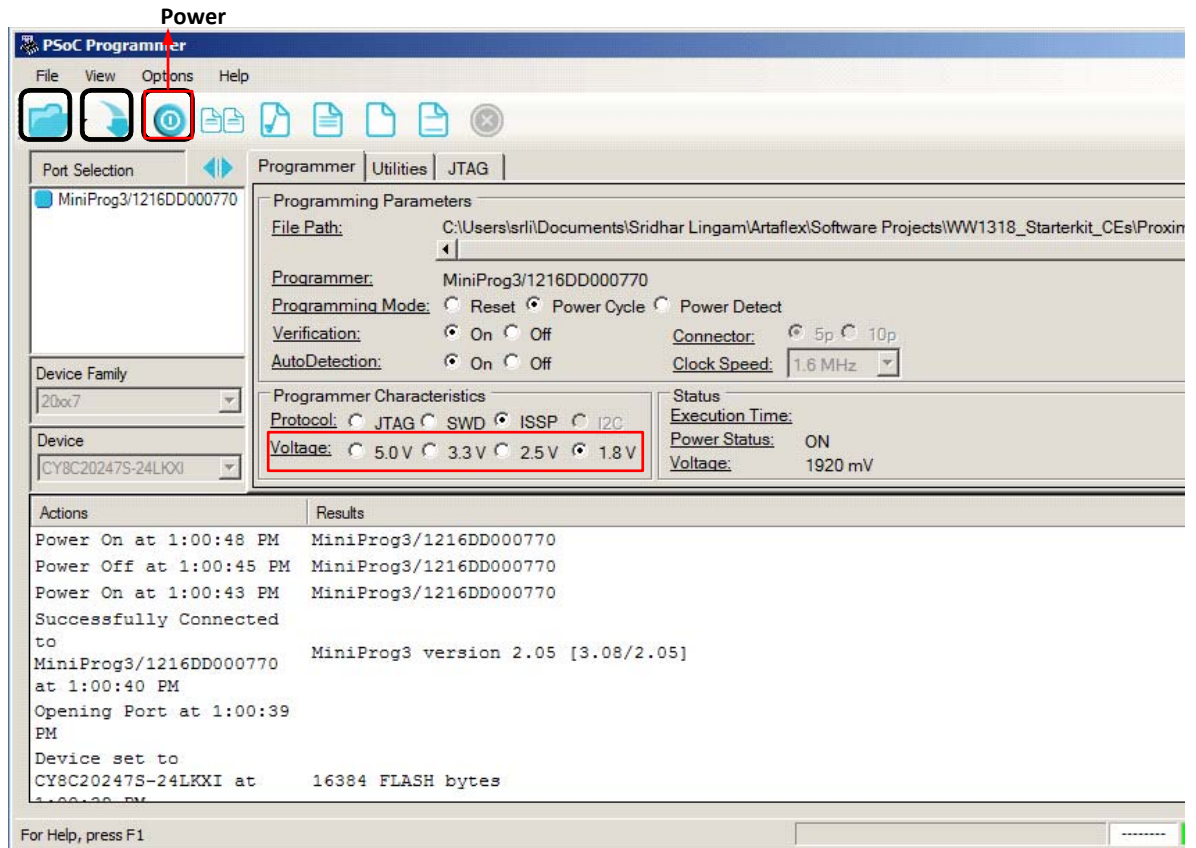 Power
PSoC Programmer
File View Options Help
Port Selection
Programmer Utilities JTAG
MiniProg3/1216DD000770
Programming Parameters
File Path: C:\Users\srli\Documents\Sridhar Lingam\Artaflex\Software Projects\WW1318_Starterkit_CEs\Proxim
Programmer: MiniProg3/1216DD000770
Programming Mode: Reset Power Cycle Power Detect
Verification: On Off Connector: 5p 10p
AutoDetection: On Off Clock Speed: 1.6 MHz
Device Family
20xx7
Device
CY8C20247S-24LKXI
Programmer Characteristics
Protocol: JTAG SWD ISSP I2C
Voltage: 5.0 V 3.3 V 2.5 V 1.8 V
Status
Execution Time:
Power Status: ON
Voltage: 1920 mV
Actions Results
Power On at 1:00:48 PM MiniProg3/1216DD000770
Power Off at 1:00:45 PM MiniProg3/1216DD000770
Power On at 1:00:43 PM MiniProg3/1216DD000770
Successfully Connected
to
MiniProg3/1216DD000770
at 1:00:40 PM
MiniProg3 version 2.05 [3.08/2.05]
Opening Port at 1:00:39
PM
Device set to
CY8C20247S-24LKXI at 16384 FLASH bytes
For Help, press F1
--------